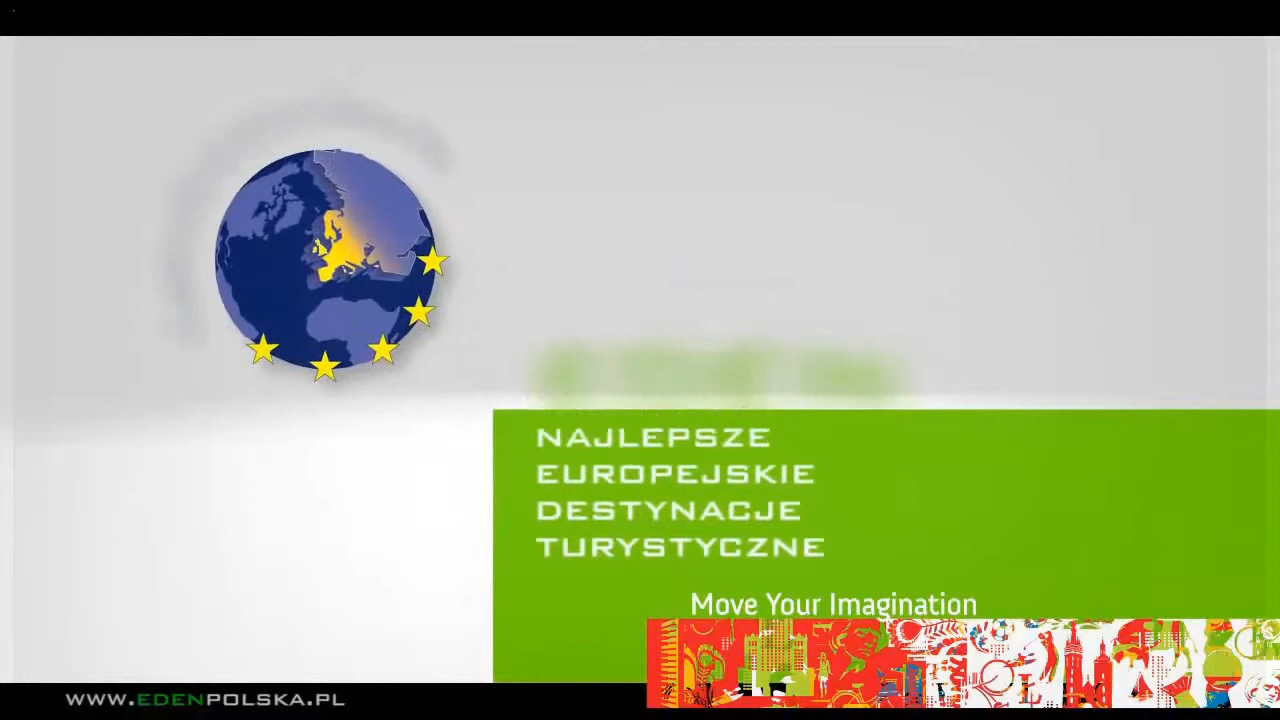 NAJLEPSZE
EUROPEJSKIE
DESTYNACJE
TURYSTYCZNE
Move Your Imagination
WWW.EDENPOLSKA.PL